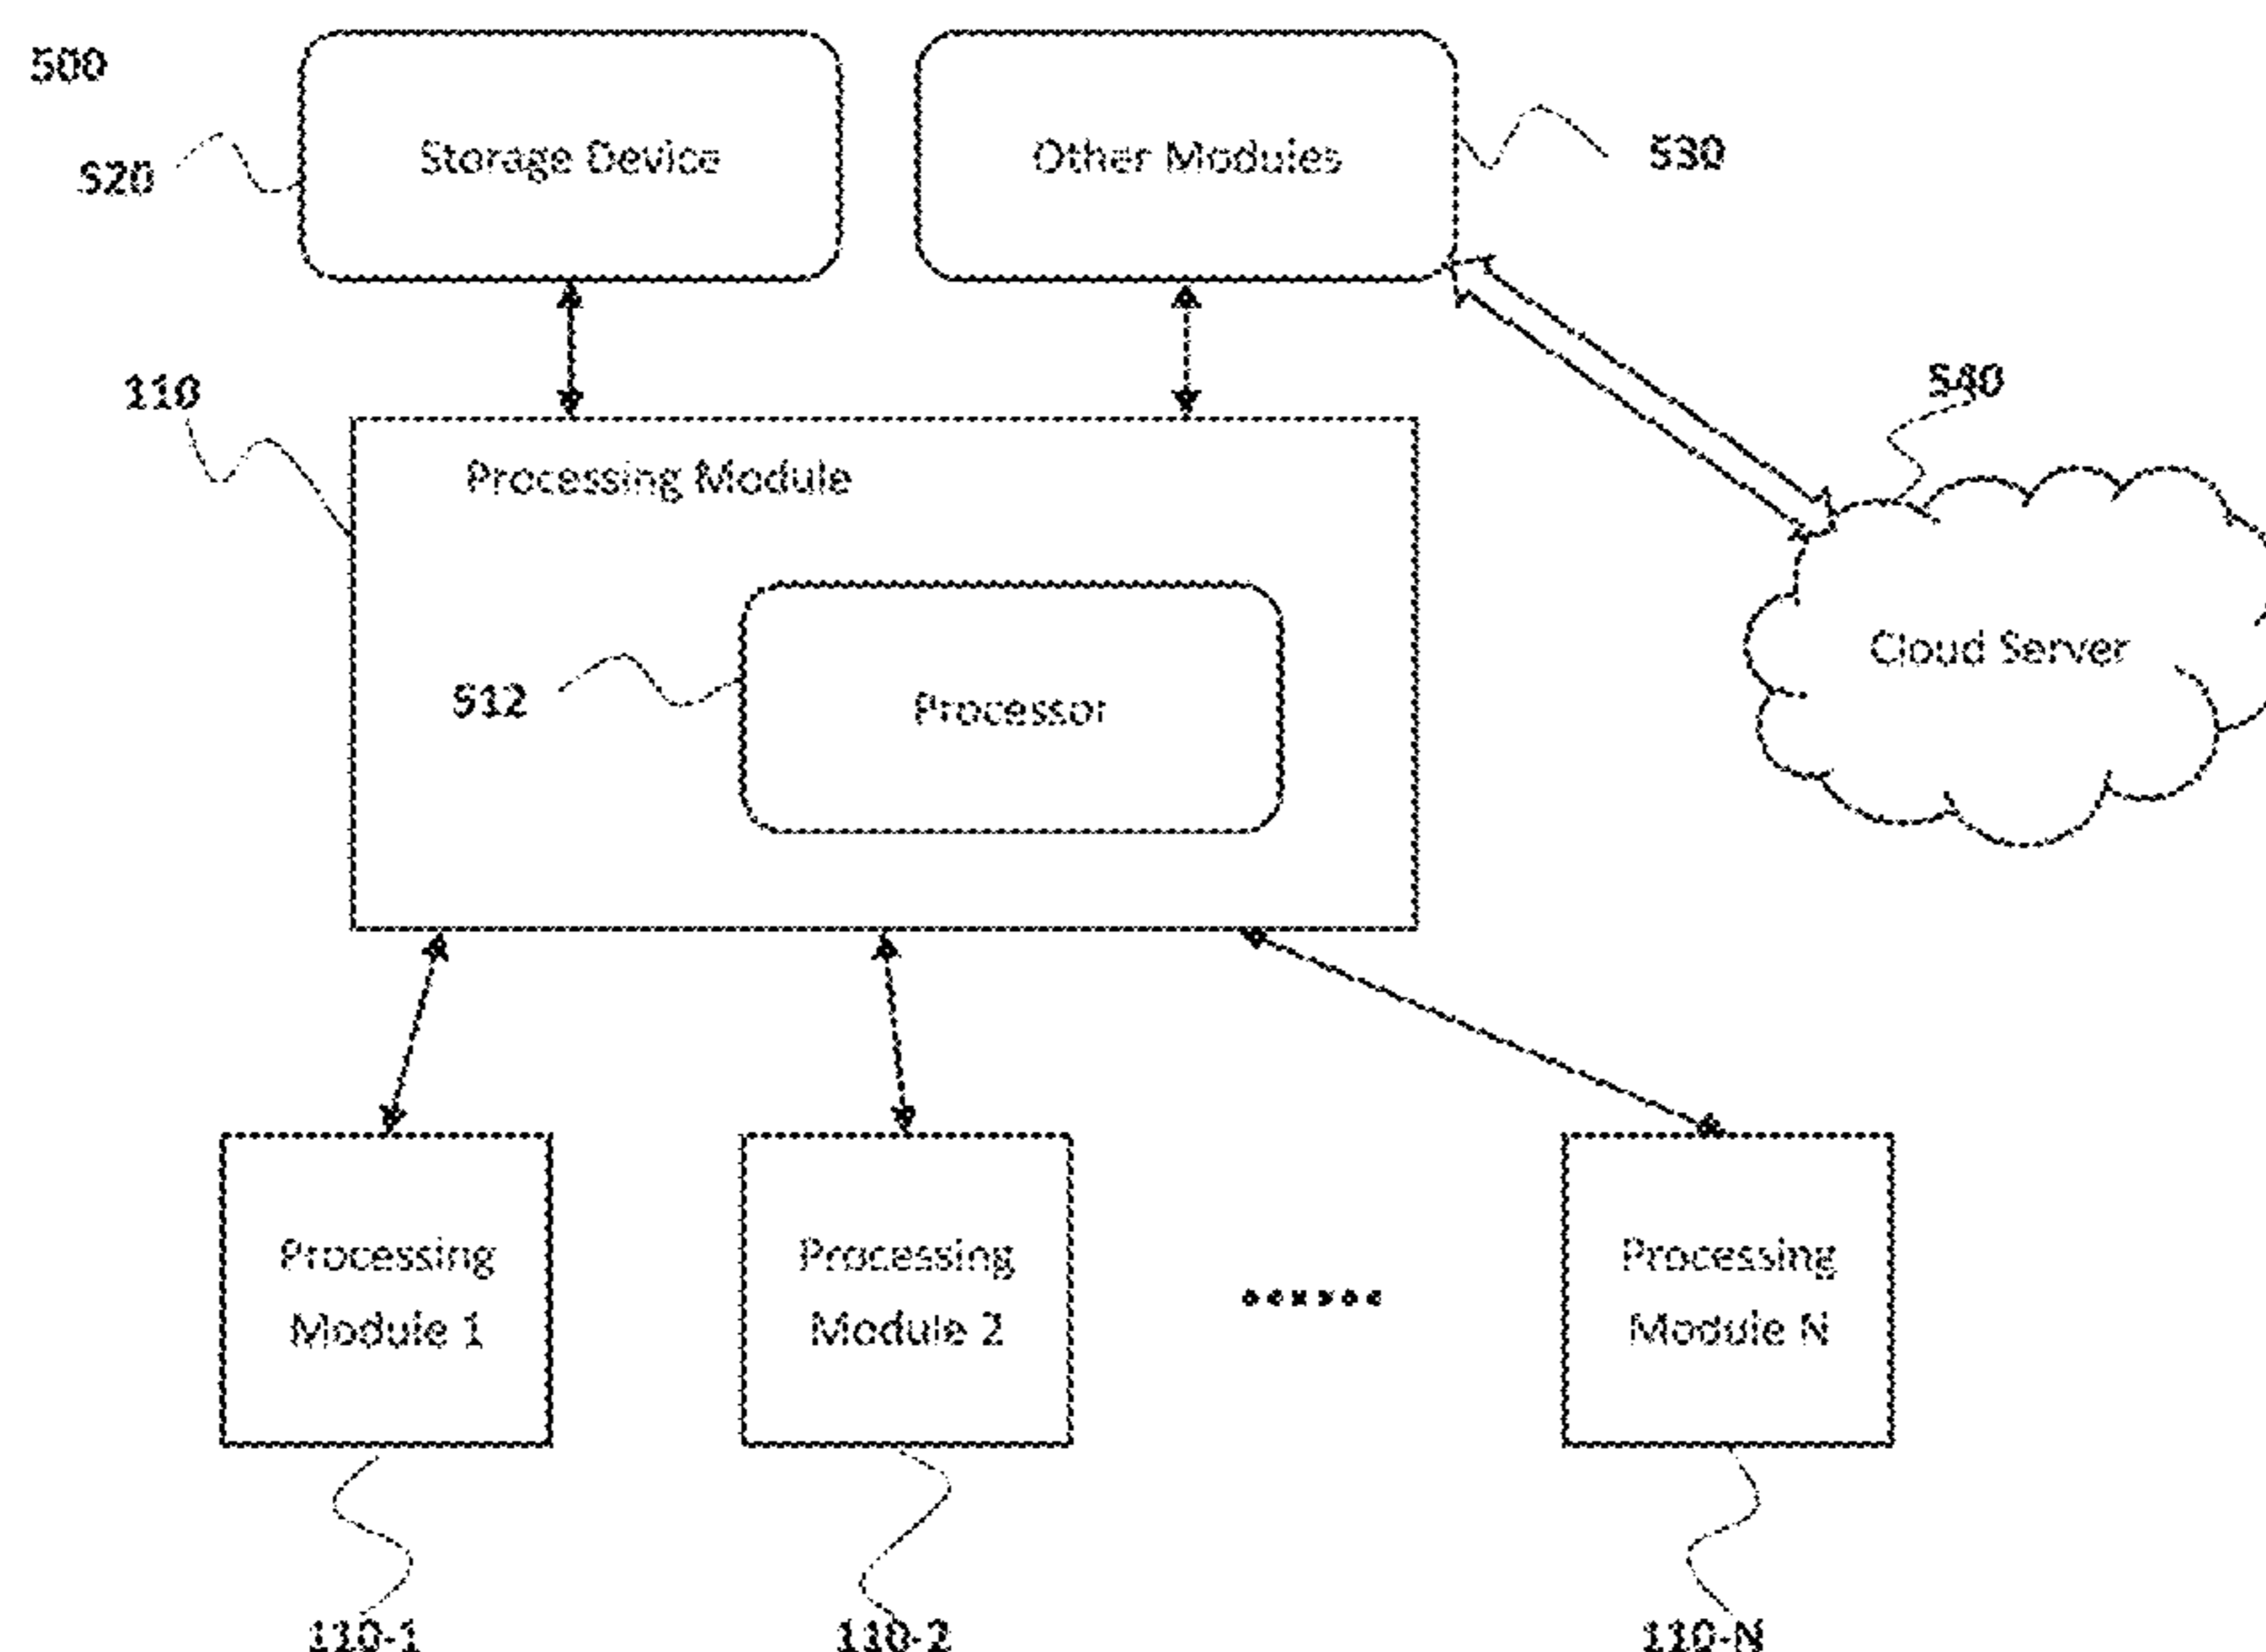 500
Storage Device
Other Modules
520
530
110
540
Processing Module
Cloud Server
512
Processor
Processing
Module 1
Processing
Module 2
......
Processing
Module N
110-1
110-2
110-N